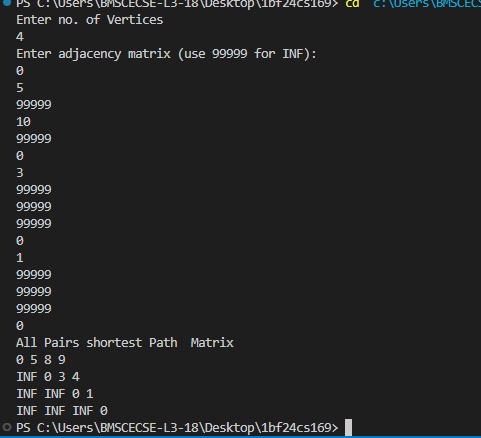 PS C:\Users\BMSCECSE-L3-18\Desktop\1bf24cs169> cd c:\Users\BMSCECS
Enter no. of Vertices
4
Enter adjacency matrix (use 99999 for INF):
0
5
99999
10
99999
0
3
99999
99999
99999
0
1
99999
99999
99999
0
All Pairs shortest Path  Matrix
0 5 8 9
INF 0 3 4
INF INF 0 1
INF INF INF 0
PS C:\Users\BMSCECSE-L3-18\Desktop\1bf24cs169>